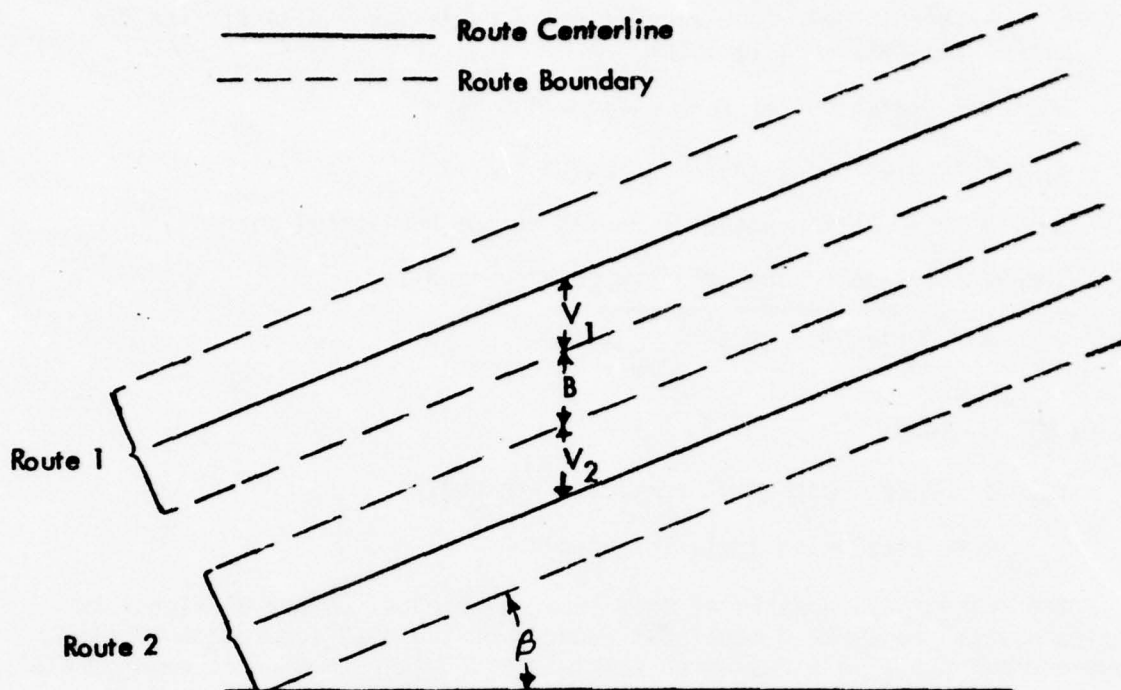 Route Centerline
Route Boundary
V1
B
V2
Route 1
Route 2
β